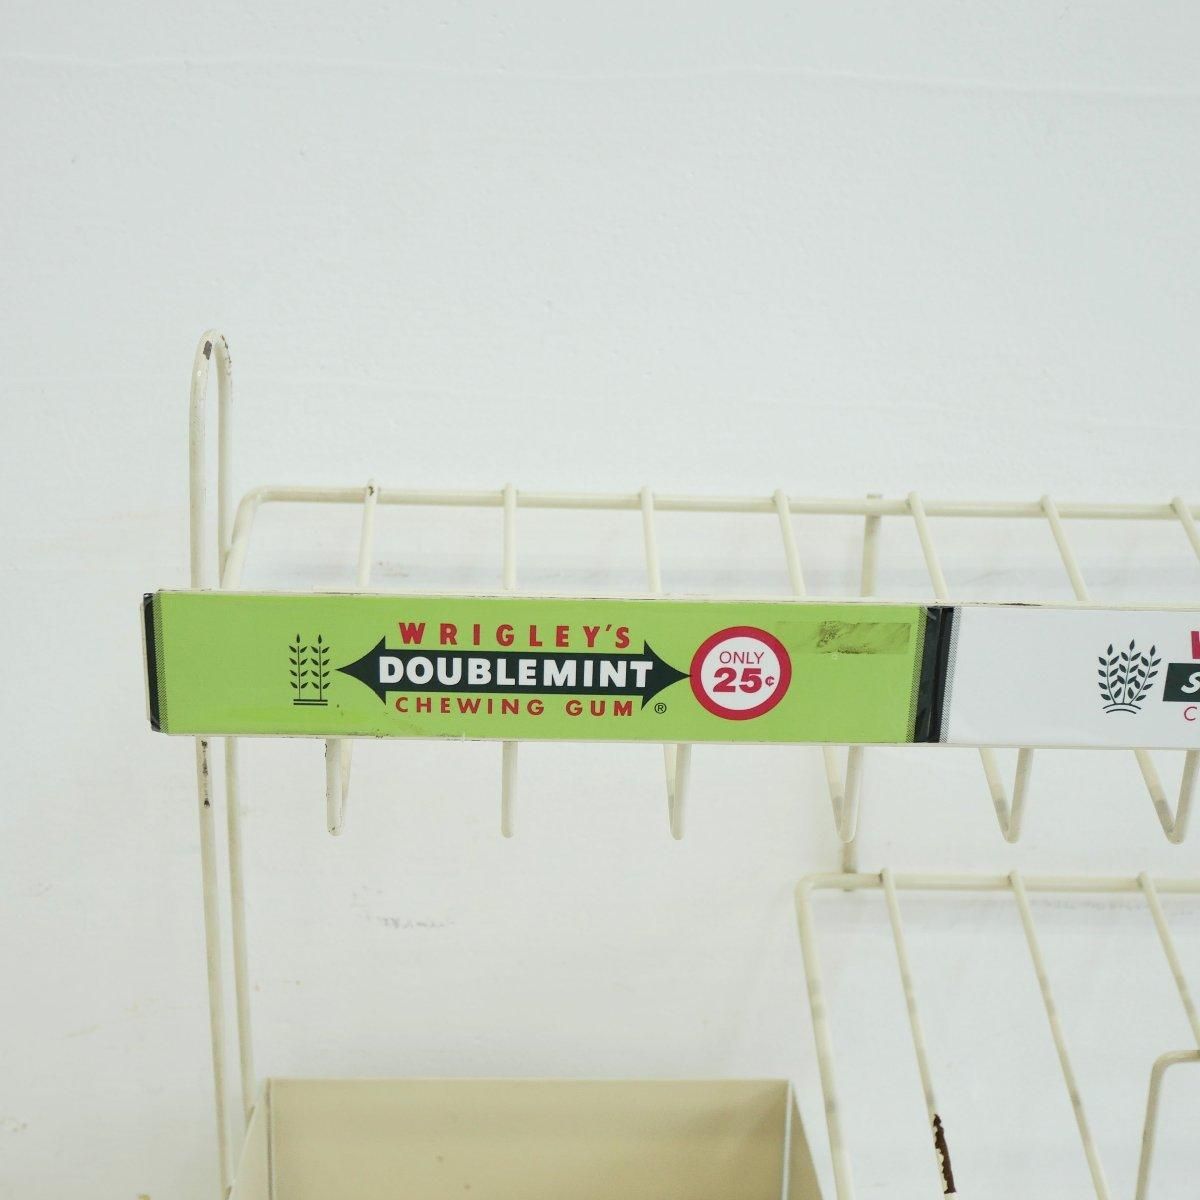 WRIGLEY'S
DOUBLEMINT
CHEWING GUM ®
ONLY
25¢